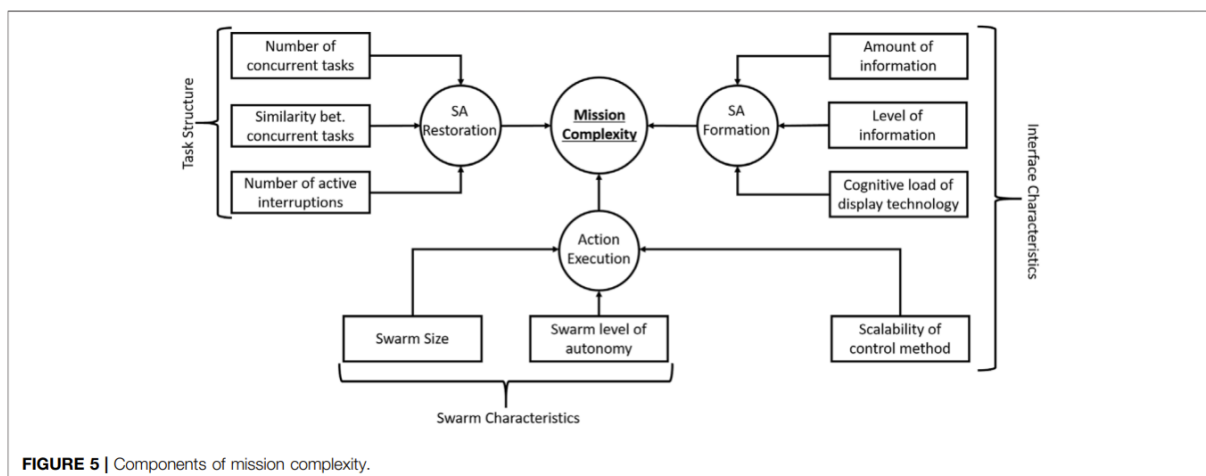 Task Structure
Number of
concurrent tasks
Similarity bet.
concurrent tasks
Number of active
interruptions
SA
Restoration
Mission
Complexity
SA
Formation
Amount of
information
Level of
information
Cognitive load of
display technology
Interface Characteristics
Action
Execution
Swarm Size
Swarm level of
autonomy
Scalability of
control method
Swarm Characteristics
FIGURE 5 | Components of mission complexity.